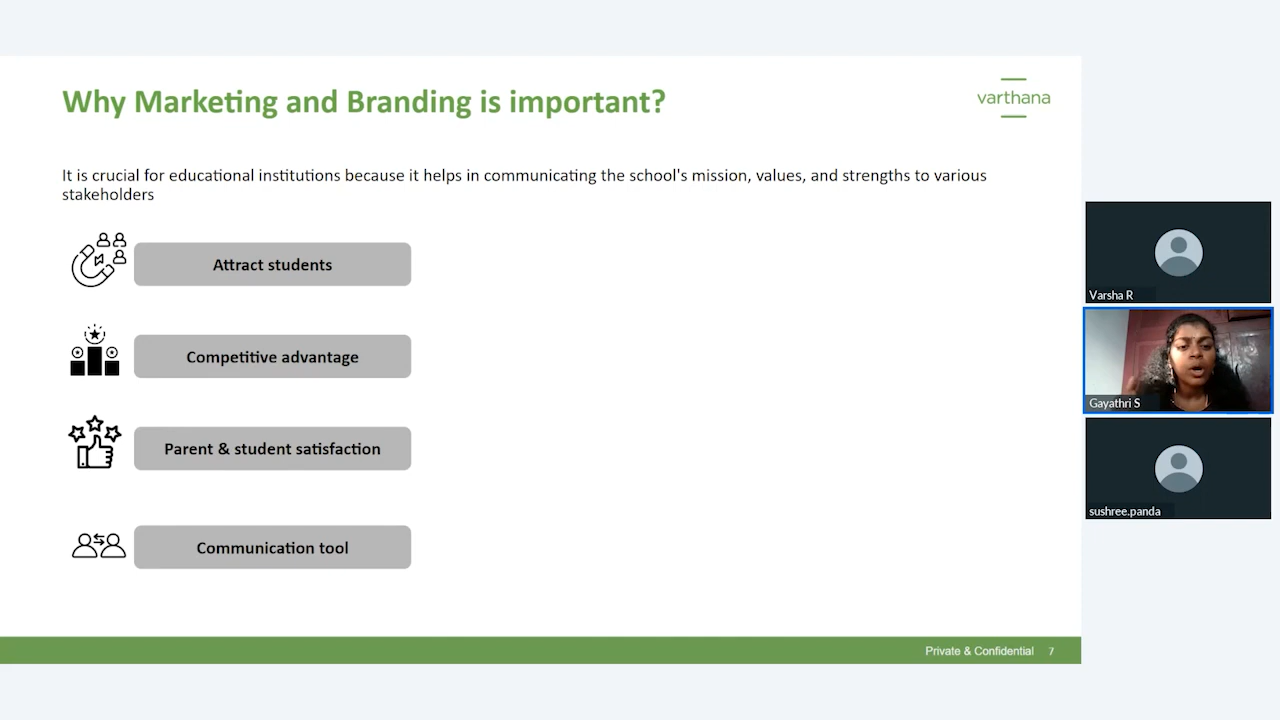 Why Marketing and Branding is important?
varthana
It is crucial for educational institutions because it helps in communicating the school's mission, values, and strengths to various
stakeholders
Attract students
Competitive advantage
Parent & student satisfaction
Communication tool
Private & Confidential 7
Varsha R
Gayathri S
sushree.panda